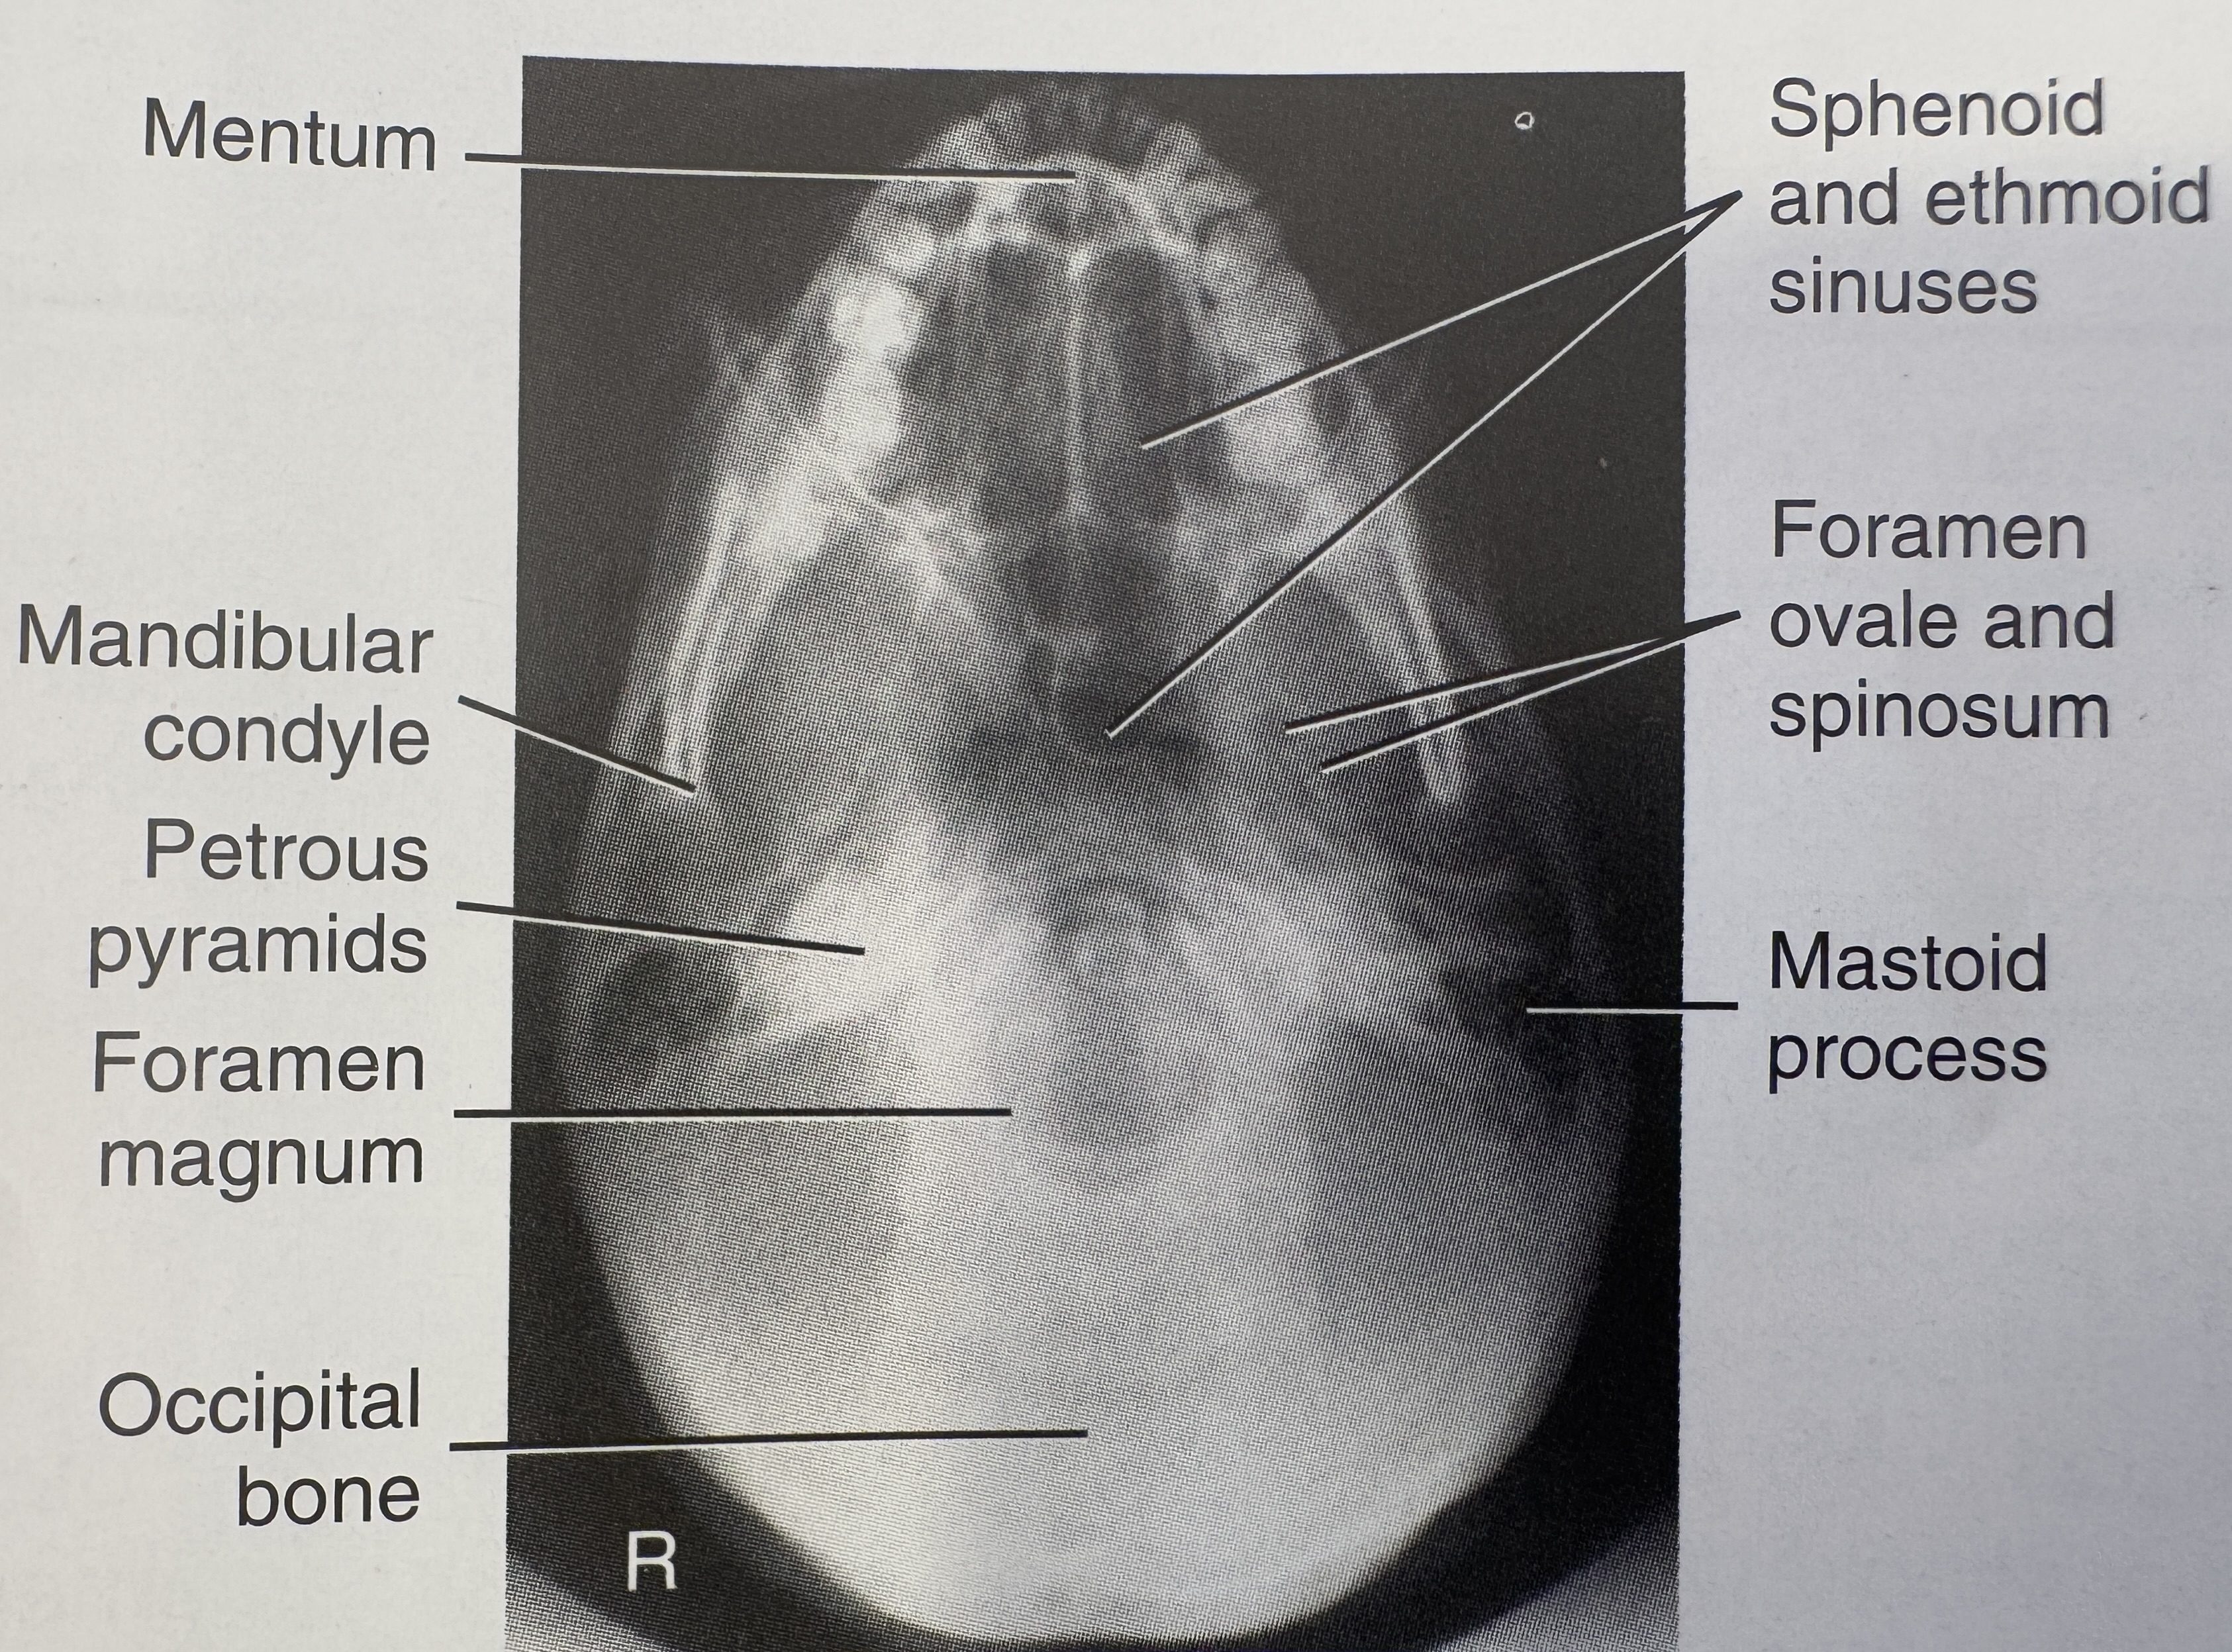 Mentum
Mandibular
condyle
Petrous
pyramids
Foramen
magnum
Occipital
bone
R
Sphenoid
and ethmoid
sinuses
Foramen
ovale and
spinosum
Mastoid
process